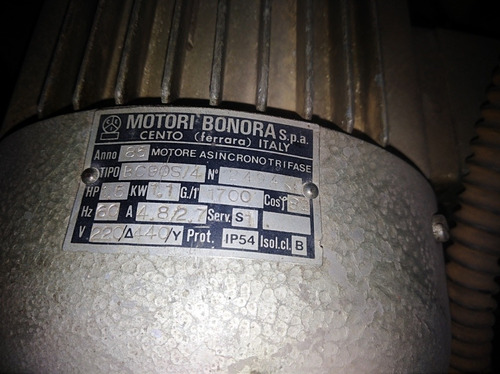 MOTORI BONORA S.p.a.
CENTO (ferrara) ITALY
Anno MOTORE ASINCRONO TRIFASE
TIPO N°
HP KW G/1' 1700 Cosφ
Hz 60 A 4,8/2,7 Serv. S1
V 220/Δ 440/Y Prot. IP54 Isol.cl. B